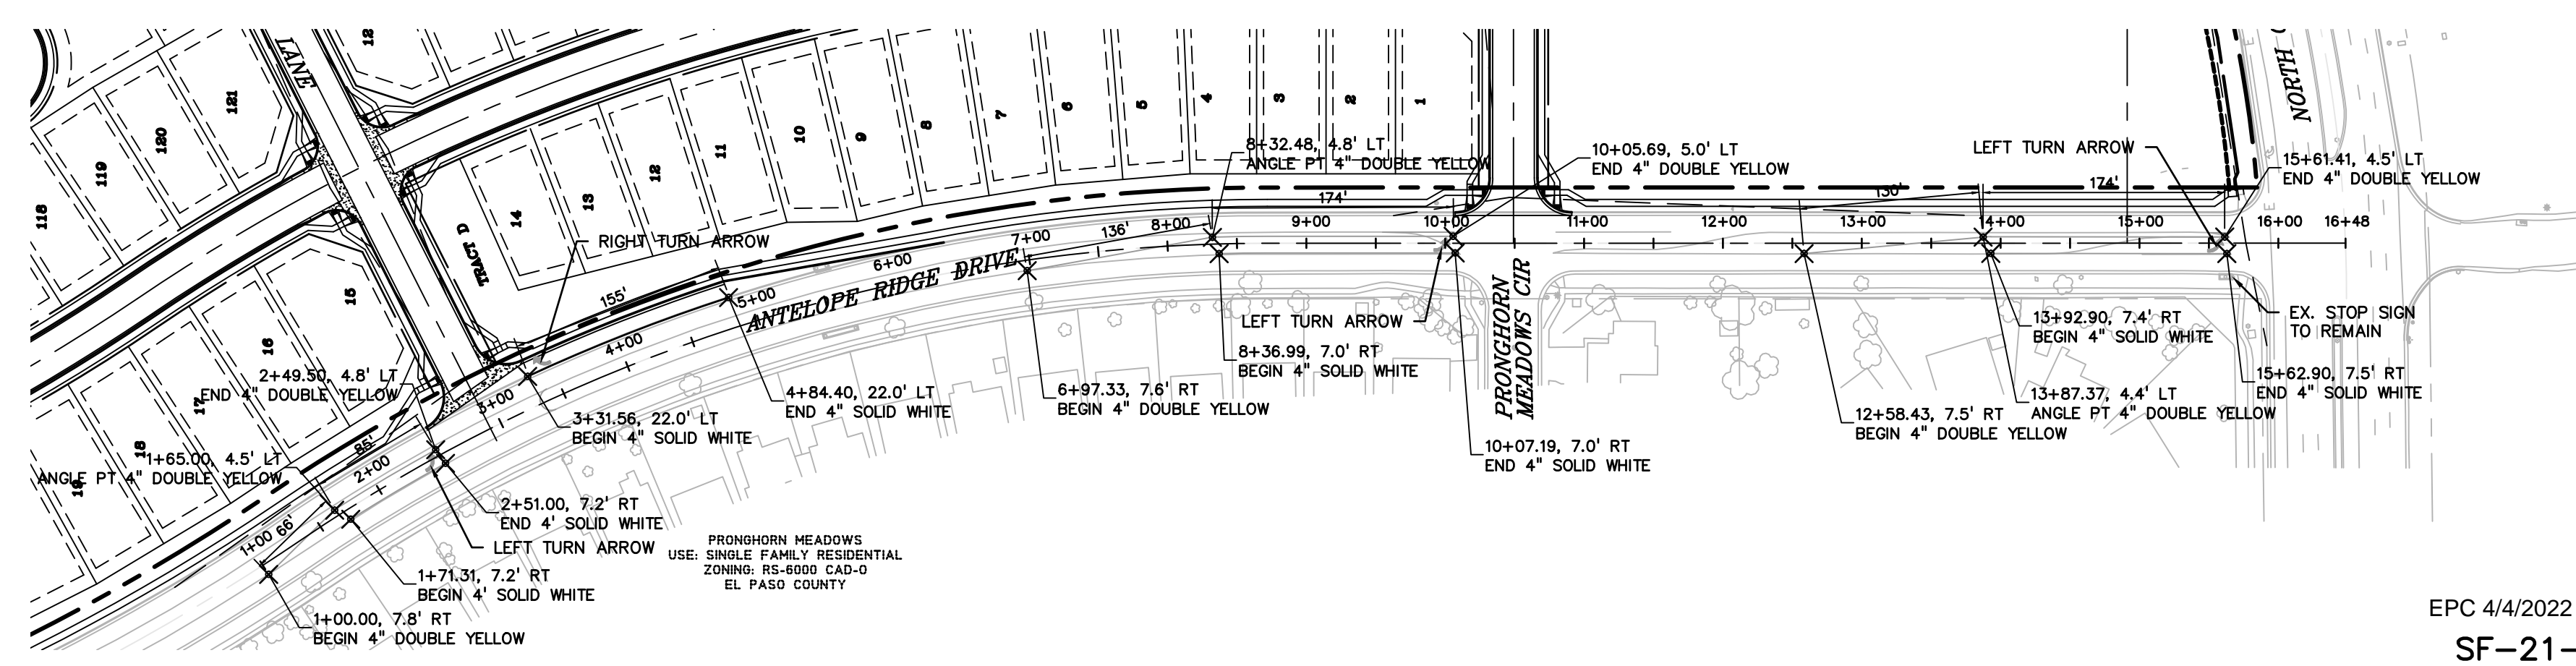 LANE
12
121
120
119
118
TRACT D
14
13
12
11
10
9
8
7
6
5
4
3
2
1
15
16
17
18
19
RIGHT TURN ARROW
155'
ANTELOPE RIDGE DRIVE
1+00
66'
85'
2+00
3+00
4+00
5+00
6+00
7+00
136'
8+00
174'
9+00
10+00
11+00
12+00
13+00
130'
14+00
174'
15+00
16+00
16+48
8+32.48, 4.8' LT
ANGLE PT 4" DOUBLE YELLOW
10+05.69, 5.0' LT
END 4" DOUBLE YELLOW
LEFT TURN ARROW
15+61.41, 4.5' LT
END 4" DOUBLE YELLOW
NORTH
PRONGHORN
MEADOWS CIR
LEFT TURN ARROW
8+36.99, 7.0' RT
BEGIN 4" SOLID WHITE
EX. STOP SIGN
TO REMAIN
13+92.90, 7.4' RT
BEGIN 4" SOLID WHITE
15+62.90, 7.5' RT
END 4" SOLID WHITE
13+87.37, 4.4' LT
ANGLE PT 4" DOUBLE YELLOW
12+58.43, 7.5' RT
BEGIN 4" DOUBLE YELLOW
10+07.19, 7.0' RT
END 4" SOLID WHITE
6+97.33, 7.6' RT
BEGIN 4" DOUBLE YELLOW
4+84.40, 22.0' LT
END 4" SOLID WHITE
3+31.56, 22.0' LT
BEGIN 4" SOLID WHITE
2+49.50, 4.8' LT
END 4" DOUBLE YELLOW
1+65.00, 4.5' LT
ANGLE PT 4" DOUBLE YELLOW
2+51.00, 7.2' RT
END 4' SOLID WHITE
LEFT TURN ARROW
1+71.31, 7.2' RT
BEGIN 4' SOLID WHITE
1+00.00, 7.8' RT
BEGIN 4" DOUBLE YELLOW
PRONGHORN MEADOWS
USE: SINGLE FAMILY RESIDENTIAL
ZONING: RS-6000 CAD-O
EL PASO COUNTY
EPC 4/4/2022
SF-21-